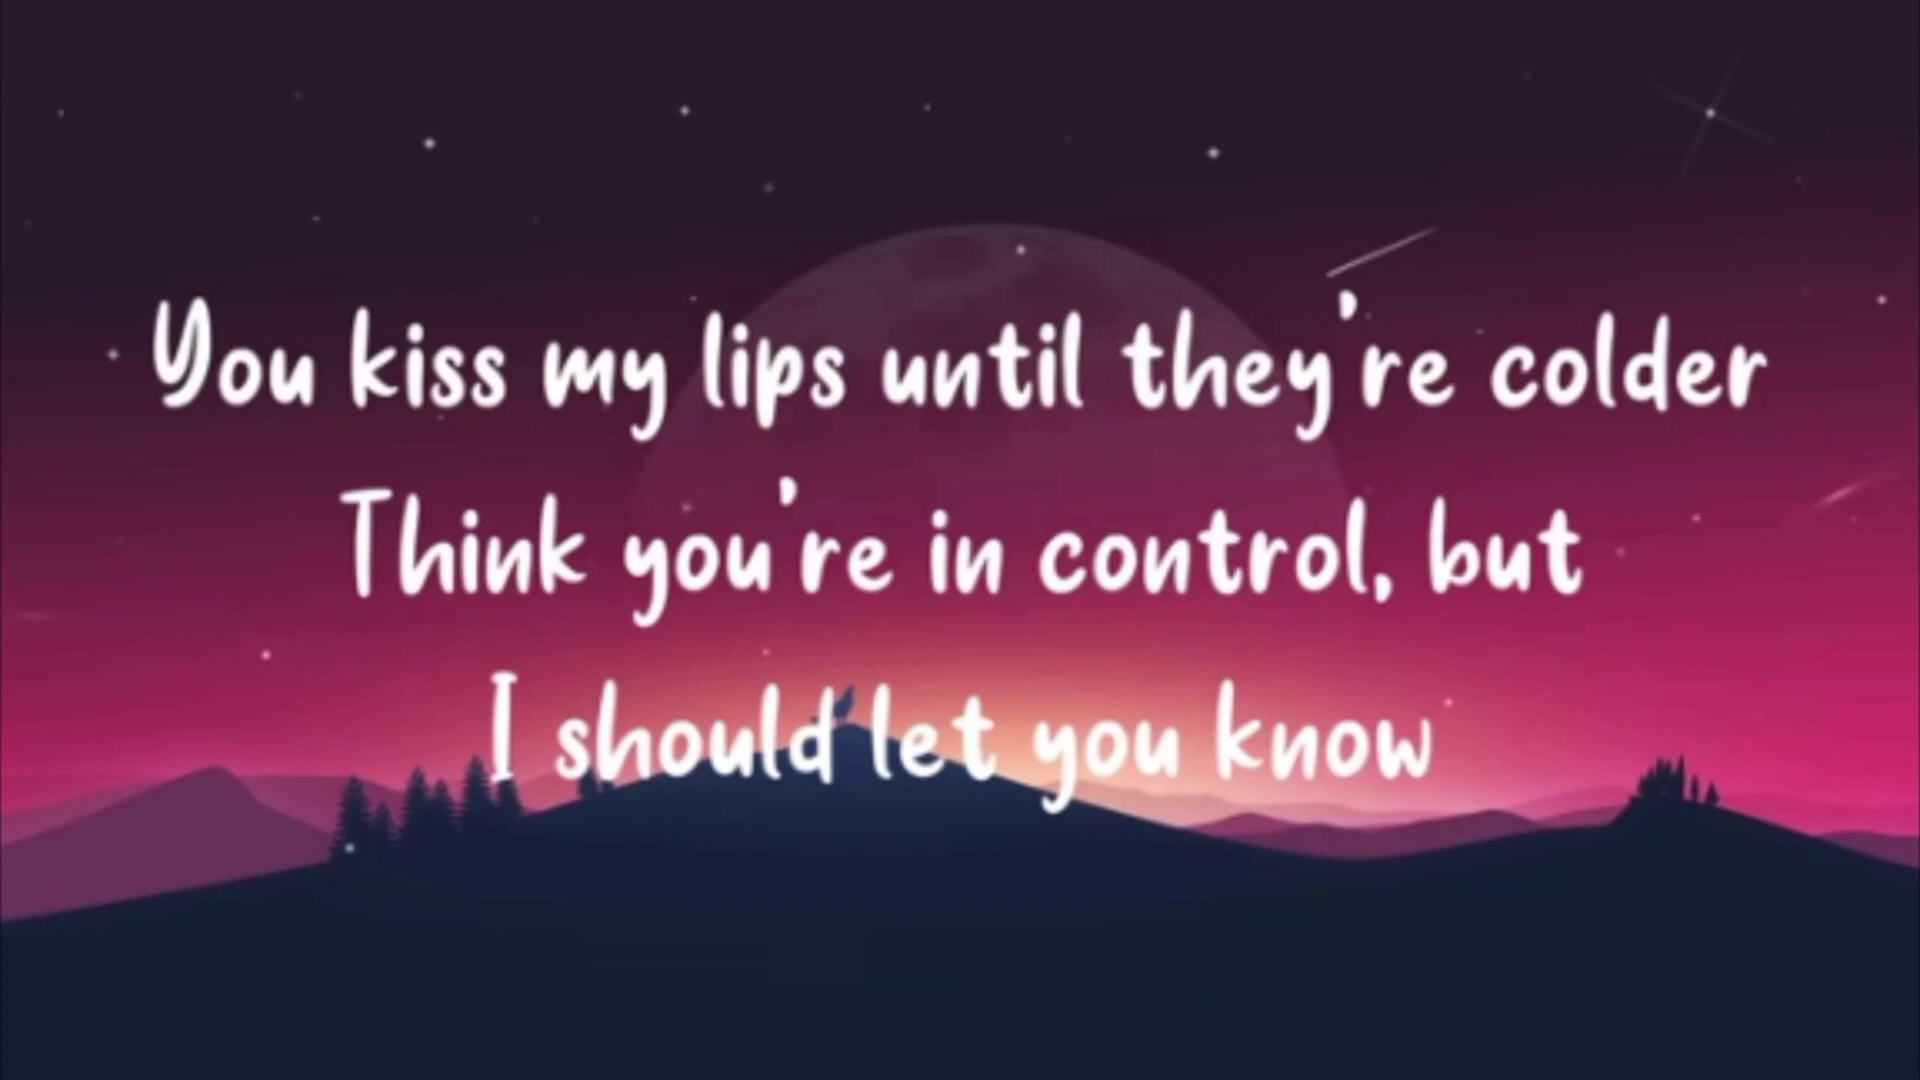 You kiss my lips until they're colder
Think you're in control, but
I should let you know